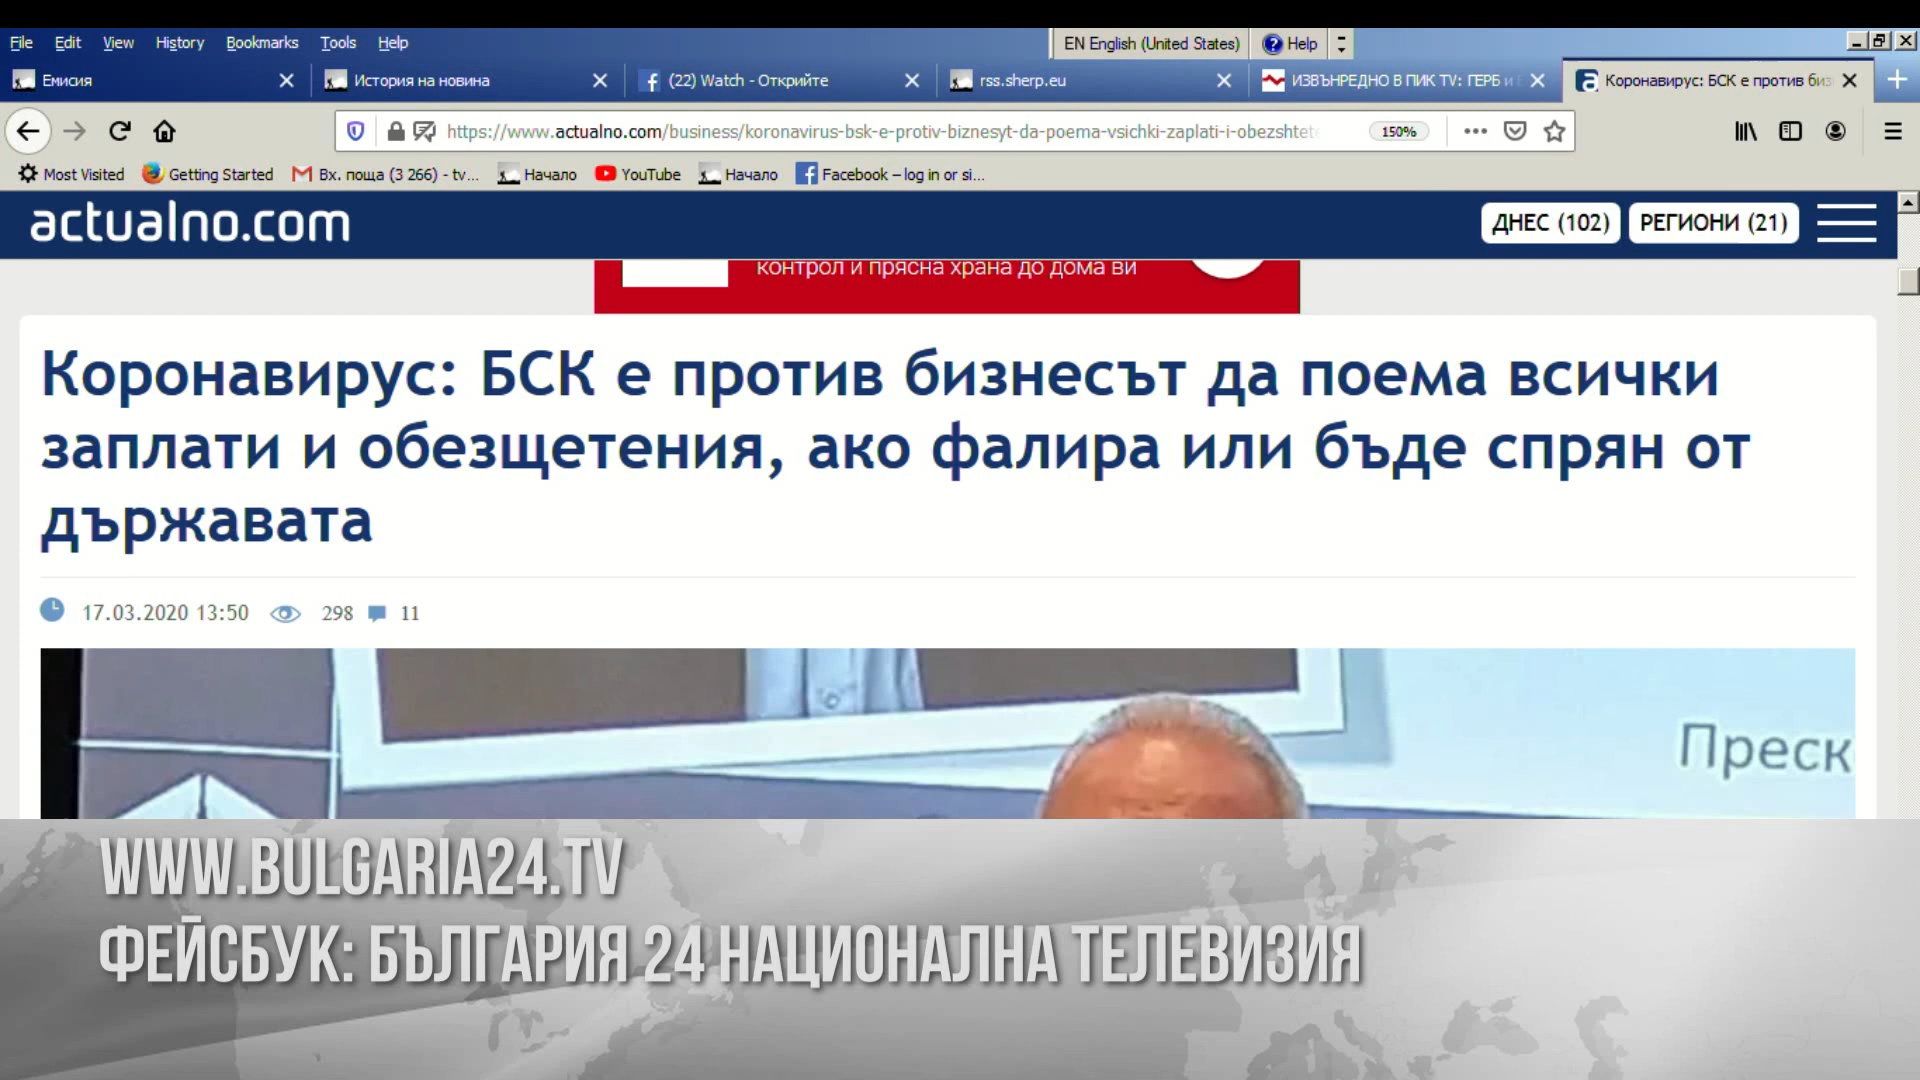 File Edit View History Bookmarks Tools Help
EN English (United States) Help
Емисия
История на новина
(22) Watch - Открийте
rss.sherp.eu
ИЗВЪНРЕДНО В ПИК TV: ГЕРБ и
Коронавирус: БСК е против биз
https://www.actualno.com/business/koronavirus-bsk-e-protiv-biznesyt-da-poema-vsichki-zaplati-i-obezshtete
150%
Most Visited Getting Started Вх. поща (3 266) - tv... Начало YouTube Начало Facebook – log in or si...
actualno.com
ДНЕС (102) РЕГИОНИ (21)
контрол и прясна храна до дома ви
Коронавирус: БСК е против бизнесът да поема всички
заплати и обезщетения, ако фалира или бъде спрян от
държавата
17.03.2020 13:50 298 11
Преск
WWW.BULGARIA24.TV
ФЕЙСБУК: БЪЛГАРИЯ 24 НАЦИОНАЛНА ТЕЛЕВИЗИЯ